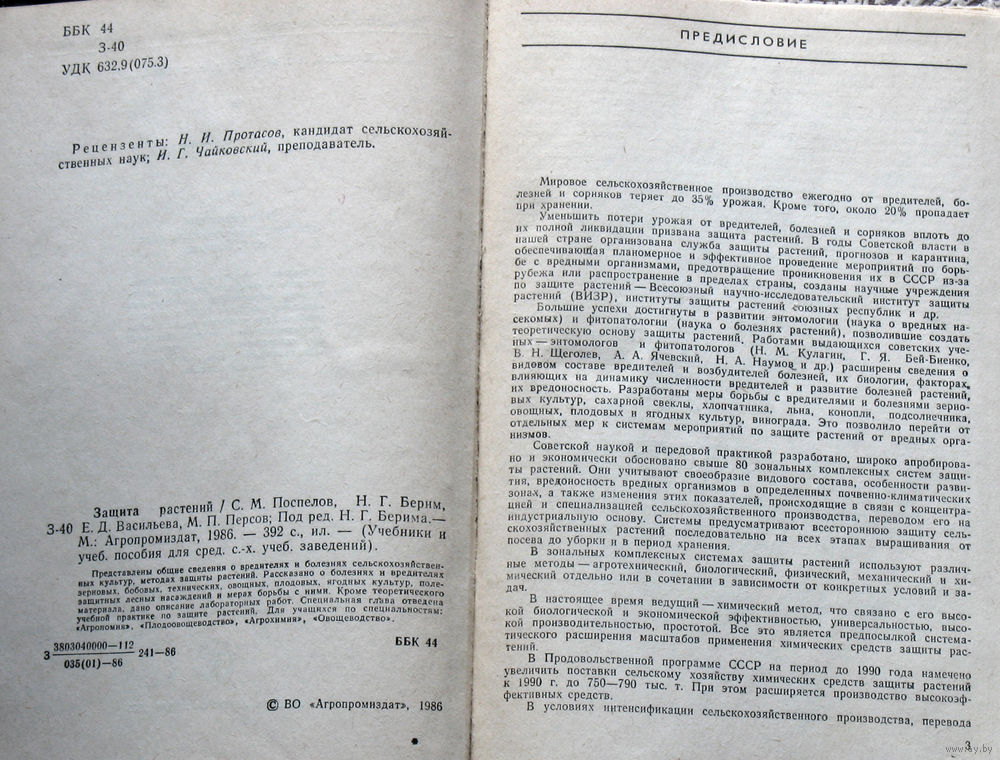 ББК 44
З-40
УДК 632.9(075.3)
Рецензенты: Н. И. Протасов, кандидат сельскохозяй-
ственных наук; И. Г. Чайковский, преподаватель.
Защита растений / С. М. Поспелов, Н. Г. Берим,
З-40 Е. Д. Васильева, М. П. Персов; Под ред. Н. Г. Берима.—
М.: Агропромиздат, 1986. — 392 с., ил. — (Учебники и
учеб. пособия для сред. с.-х. учеб. заведений).
Представлены общие сведения о вредителях и болезнях сельскохозяйствен-
ных культур, методах защиты растений. Рассказано о болезнях и вредителях
зерновых, бобовых, технических, овощных, плодовых, ягодных культур, поле-
защитных лесных насаждений и мерах борьбы с ними. Кроме теоретического
материала, дано описание лабораторных работ. Специальная глава отведена
учебной практике по защите растений. Для учащихся по специальностям:
«Агрономия», «Плодоовощеводство», «Агрохимия», «Овощеводство».
З 3803040000—112
035(01)—86 241—86
ББК 44
© ВО «Агропромиздат», 1986
ПРЕДИСЛОВИЕ
Мировое сельскохозяйственное производство ежегодно от вредителей, бо-
лезней и сорняков теряет до 35% урожая. Кроме того, около 20% пропадает
при хранении.
Уменьшить потери урожая от вредителей, болезней и сорняков вплоть до
их полной ликвидации призвана защита растений. В годы Советской власти в
нашей стране организована служба защиты растений, прогнозов и карантина,
обеспечивающая планомерное и эффективное проведение мероприятий по борь-
бе с вредными организмами, предотвращение проникновения их в СССР из-за
рубежа или распространение в пределах страны, созданы научные учреждения
по защите растений — Всесоюзный научно-исследовательский институт защиты
растений (ВИЗР), институты защиты растений союзных республик и др.
Большие успехи достигнуты в развитии энтомологии (наука о вредных на-
секомых) и фитопатологии (наука о болезнях растений), позволившие создать
теоретическую основу защиты растений. Работами выдающихся советских уче-
ных — энтомологов и фитопатологов (Н. М. Кулагин, Г. Я. Бей-Биенко,
В. Н. Щеголев, А. А. Ячевский, Н. А. Наумов и др.) расширены сведения о
видовом составе вредителей и возбудителей болезней, их биологии, факторах,
влияющих на динамику численности вредителей и развитие болезней растений,
их вредоносность. Разработаны меры борьбы с вредителями и болезнями зерно-
вых культур, сахарной свеклы, хлопчатника, льна, конопли, подсолнечника,
овощных, плодовых и ягодных культур, винограда. Это позволило перейти от
отдельных мер к системам мероприятий по защите растений от вредных орга-
низмов.
Советской наукой и передовой практикой разработано, широко апробирова-
но и экономически обосновано свыше 80 зональных комплексных систем защи-
ты растений. Они учитывают своеобразие видового состава, особенности разви-
тия, вредоносность вредных организмов в определенных почвенно-климатических
зонах, а также изменения этих показателей, происходящие в связи с концентра-
цией и специализацией сельскохозяйственного производства, переводом его на
индустриальную основу. Системы предусматривают всестороннюю защиту сель-
скохозяйственных растений последовательно на всех этапах выращивания от
посева до уборки и в период хранения.
В зональных комплексных системах защиты растений используют различ-
ные методы — агротехнический, биологический, физический, механический и хи-
мический отдельно или в сочетании в зависимости от конкретных условий и за-
дач.
В настоящее время ведущий — химический метод, что связано с его высо-
кой биологической и экономической эффективностью, универсальностью, высо-
кой производительностью, простотой. Все это является предпосылкой система-
тического расширения масштабов применения химических средств защиты рас-
тений.
В Продовольственной программе СССР на период до 1990 года намечено
увеличить поставки сельскому хозяйству химических средств защиты растений
к 1990 г. до 750—790 тыс. т. При этом расширяется производство высокоэф-
фективных средств.
В условиях интенсификации сельскохозяйственного производства, перевода
3
www.ay.by